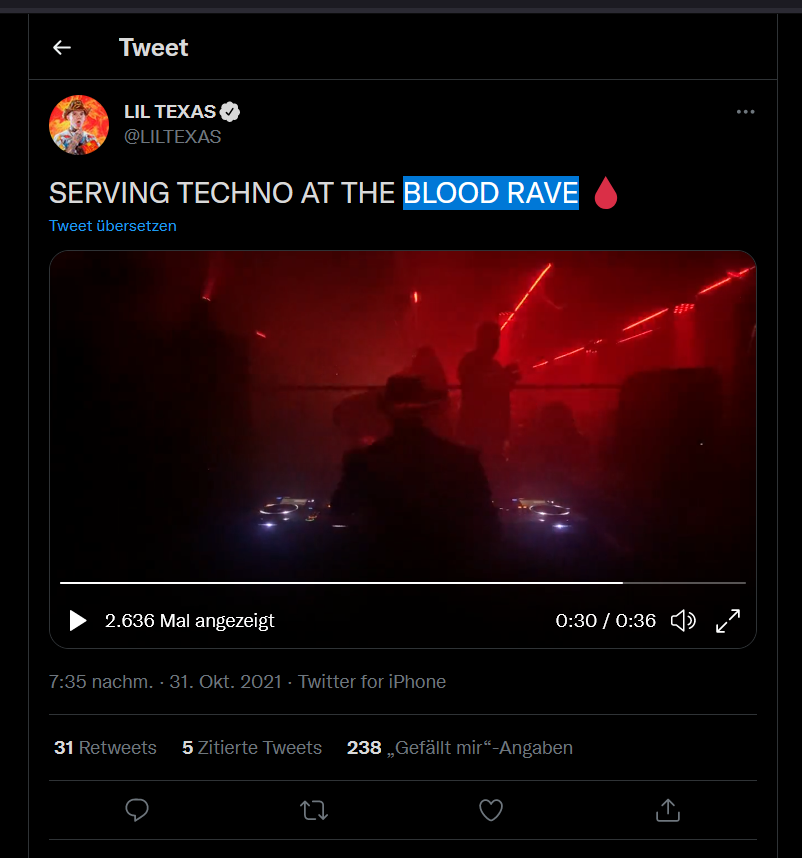 Tweet
LIL TEXAS
@LILTEXAS
SERVING TECHNO AT THE BLOOD RAVE 🩸
Tweet übersetzen
2.636 Mal angezeigt
0:30 / 0:36
7:35 nachm. · 31. Okt. 2021 · Twitter for iPhone
31 Retweets 5 Zitierte Tweets 238 „Gefällt mir“-Angaben